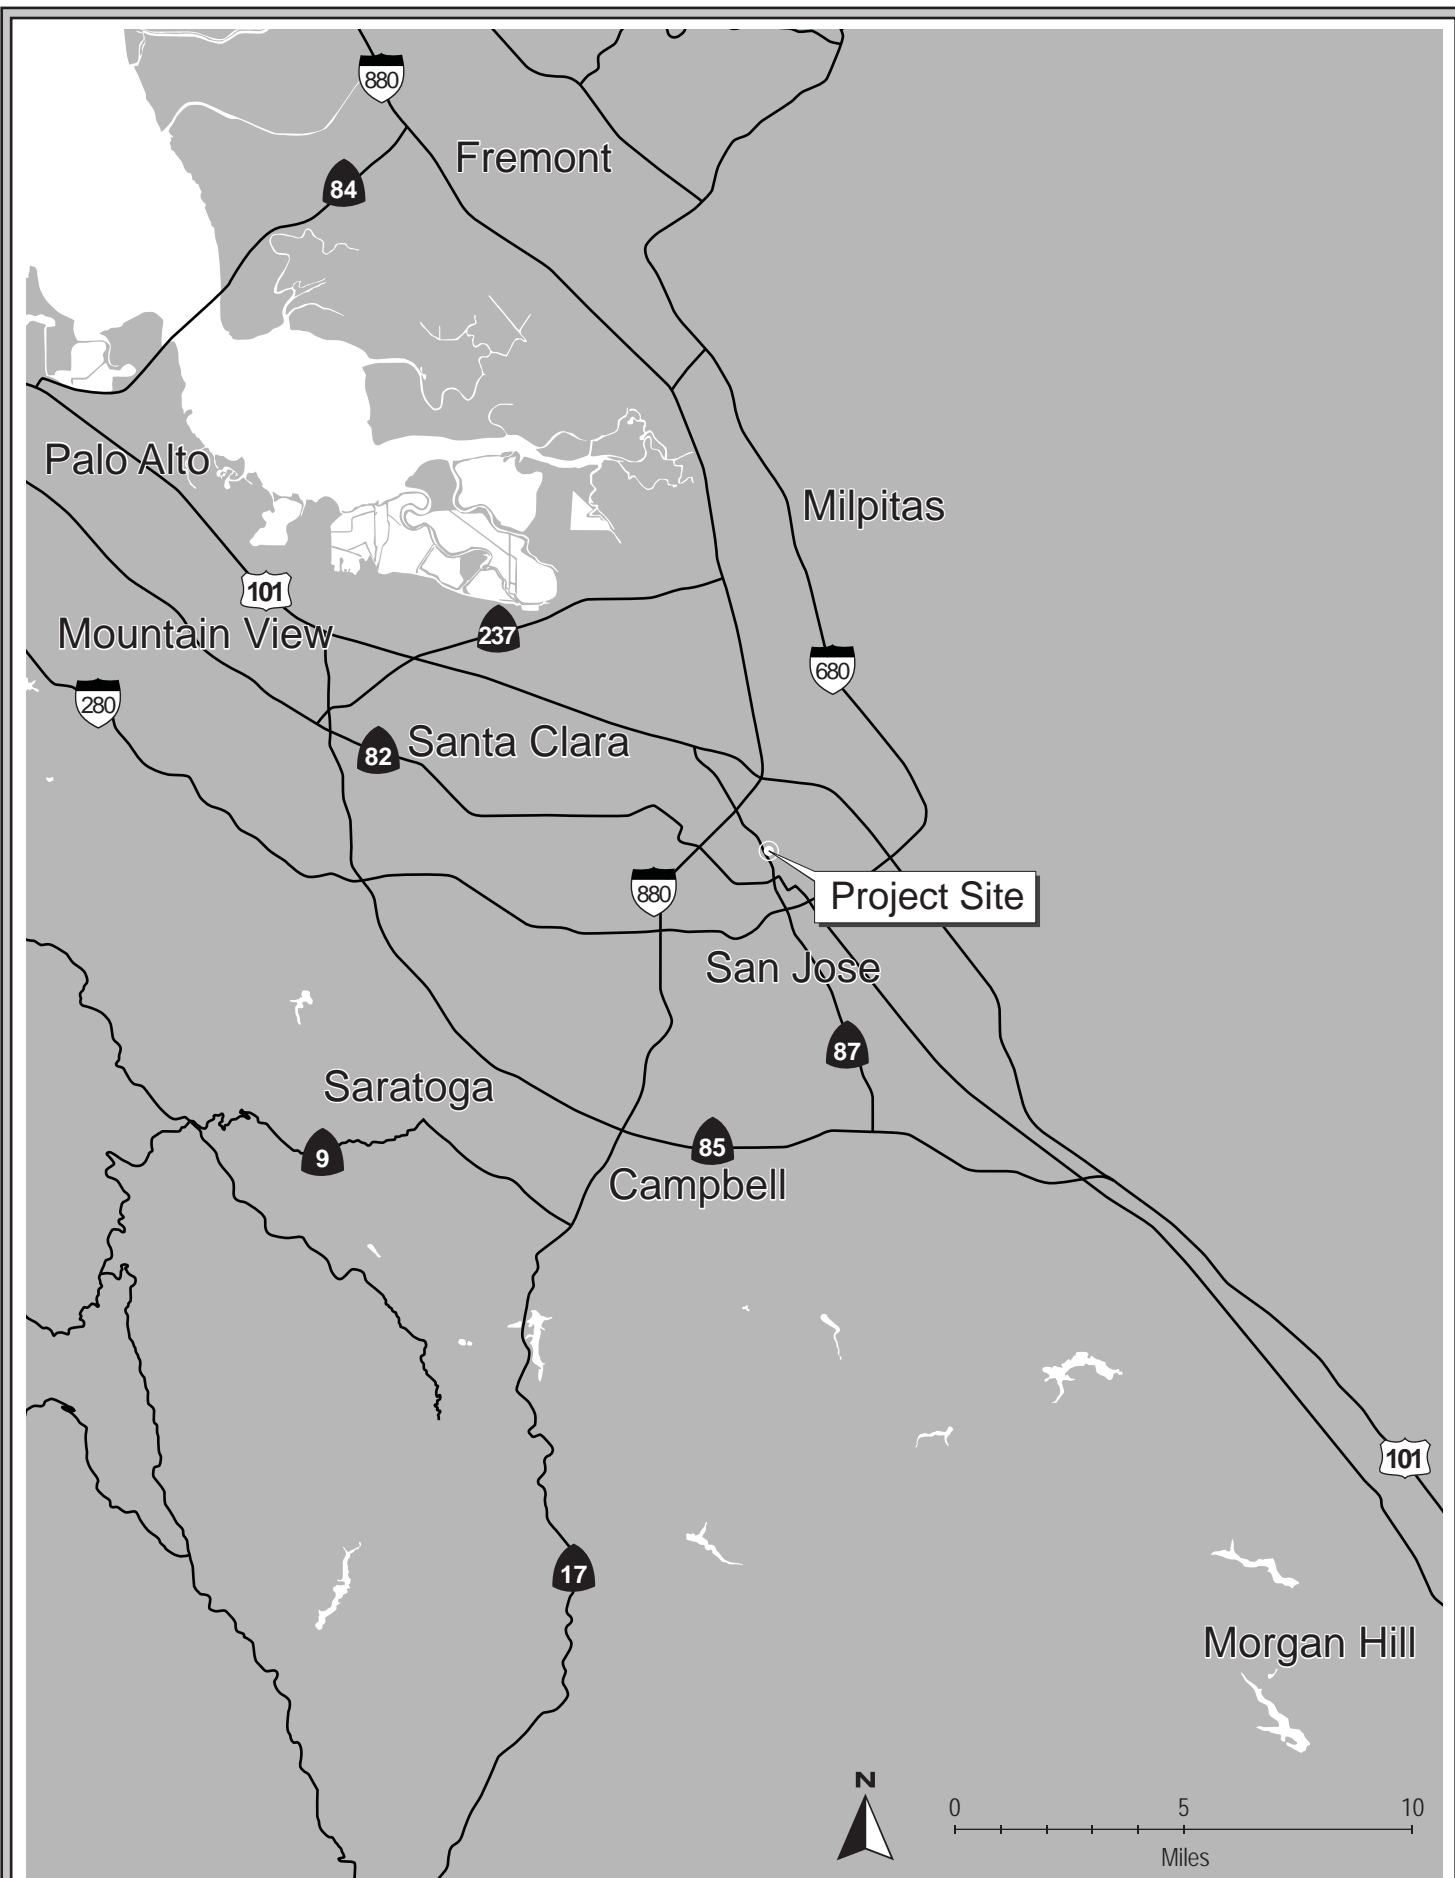 880
Fremont
84
Palo Alto
Milpitas
101
Mountain View
237
680
280
82
Santa Clara
880
Project Site
San Jose
87
Saratoga
9
85
Campbell
101
17
Morgan Hill
N
0 5 10
Miles